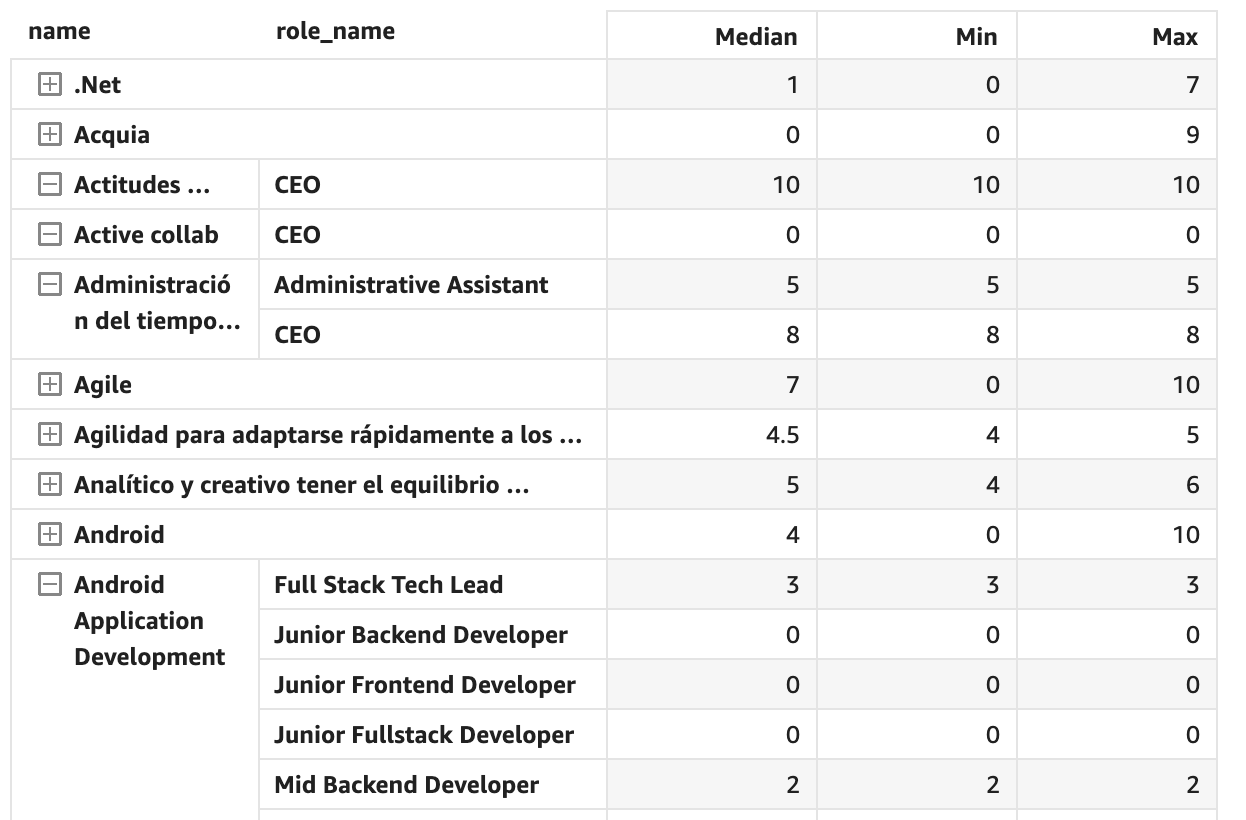 name role_name Median Min Max
.Net 1 0 7
Acquia 0 0 9
Actitudes ... CEO 10 10 10
Active collab CEO 0 0 0
Administració Administrative Assistant 5 5 5
n del tiempo... CEO 8 8 8
Agile 7 0 10
Agilidad para adaptarse rápidamente a los ... 4.5 4 5
Analítico y creativo tener el equilibrio ... 5 4 6
Android 4 0 10
Android Full Stack Tech Lead 3 3 3
Application Junior Backend Developer 0 0 0
Development Junior Frontend Developer 0 0 0
Junior Fullstack Developer 0 0 0
Mid Backend Developer 2 2 2